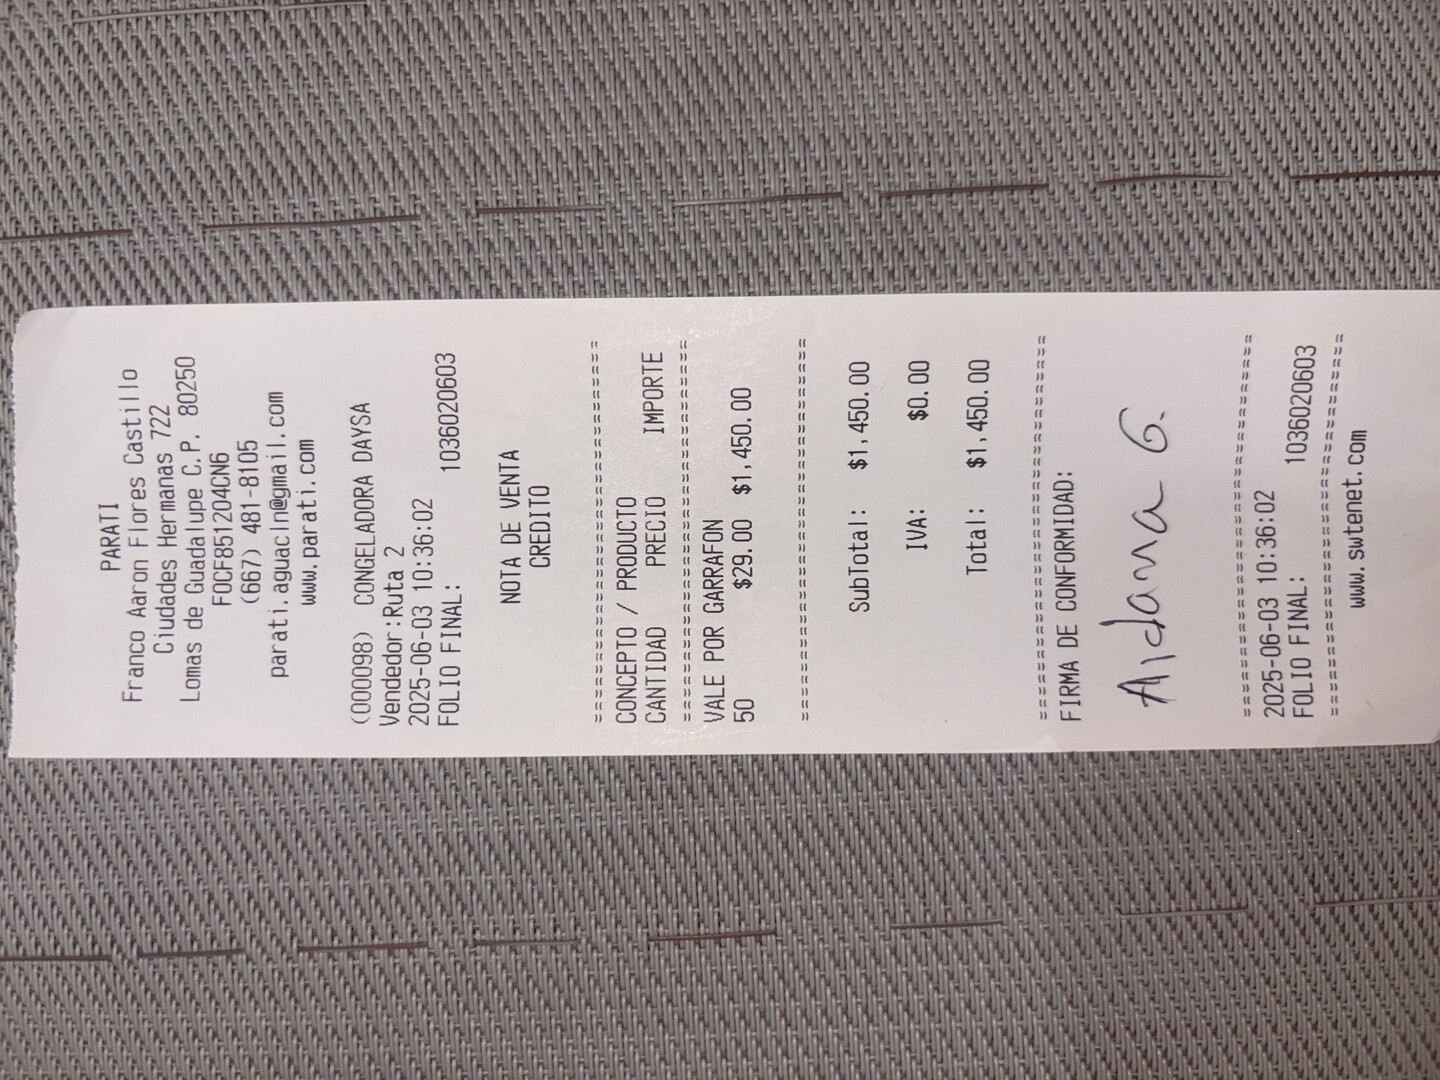 PARATI
Franco Aaron Flores Castillo
Ciudades Hermanas 722
Lomas de Guadalupe C.P. 80250
FOCF851204CN6
(667) 481-8105
parati.aguacln@gmail.com
www.parati.com
(000098) CONGELADORA DAYSA
Vendedor:Ruta 2
2025-06-03 10:36:02
FOLIO FINAL: 1036020603
NOTA DE VENTA
CREDITO
================================
CONCEPTO / PRODUCTO
CANTIDAD PRECIO IMPORTE
================================
VALE POR GARRAFON
50 $29.00 $1,450.00
================================
SubTotal: $1,450.00
IVA: $0.00
Total: $1,450.00
================================
FIRMA DE CONFORMIDAD:
Aldana G.
================================
2025-06-03 10:36:02
FOLIO FINAL: 1036020603
================================
www.swtenet.com